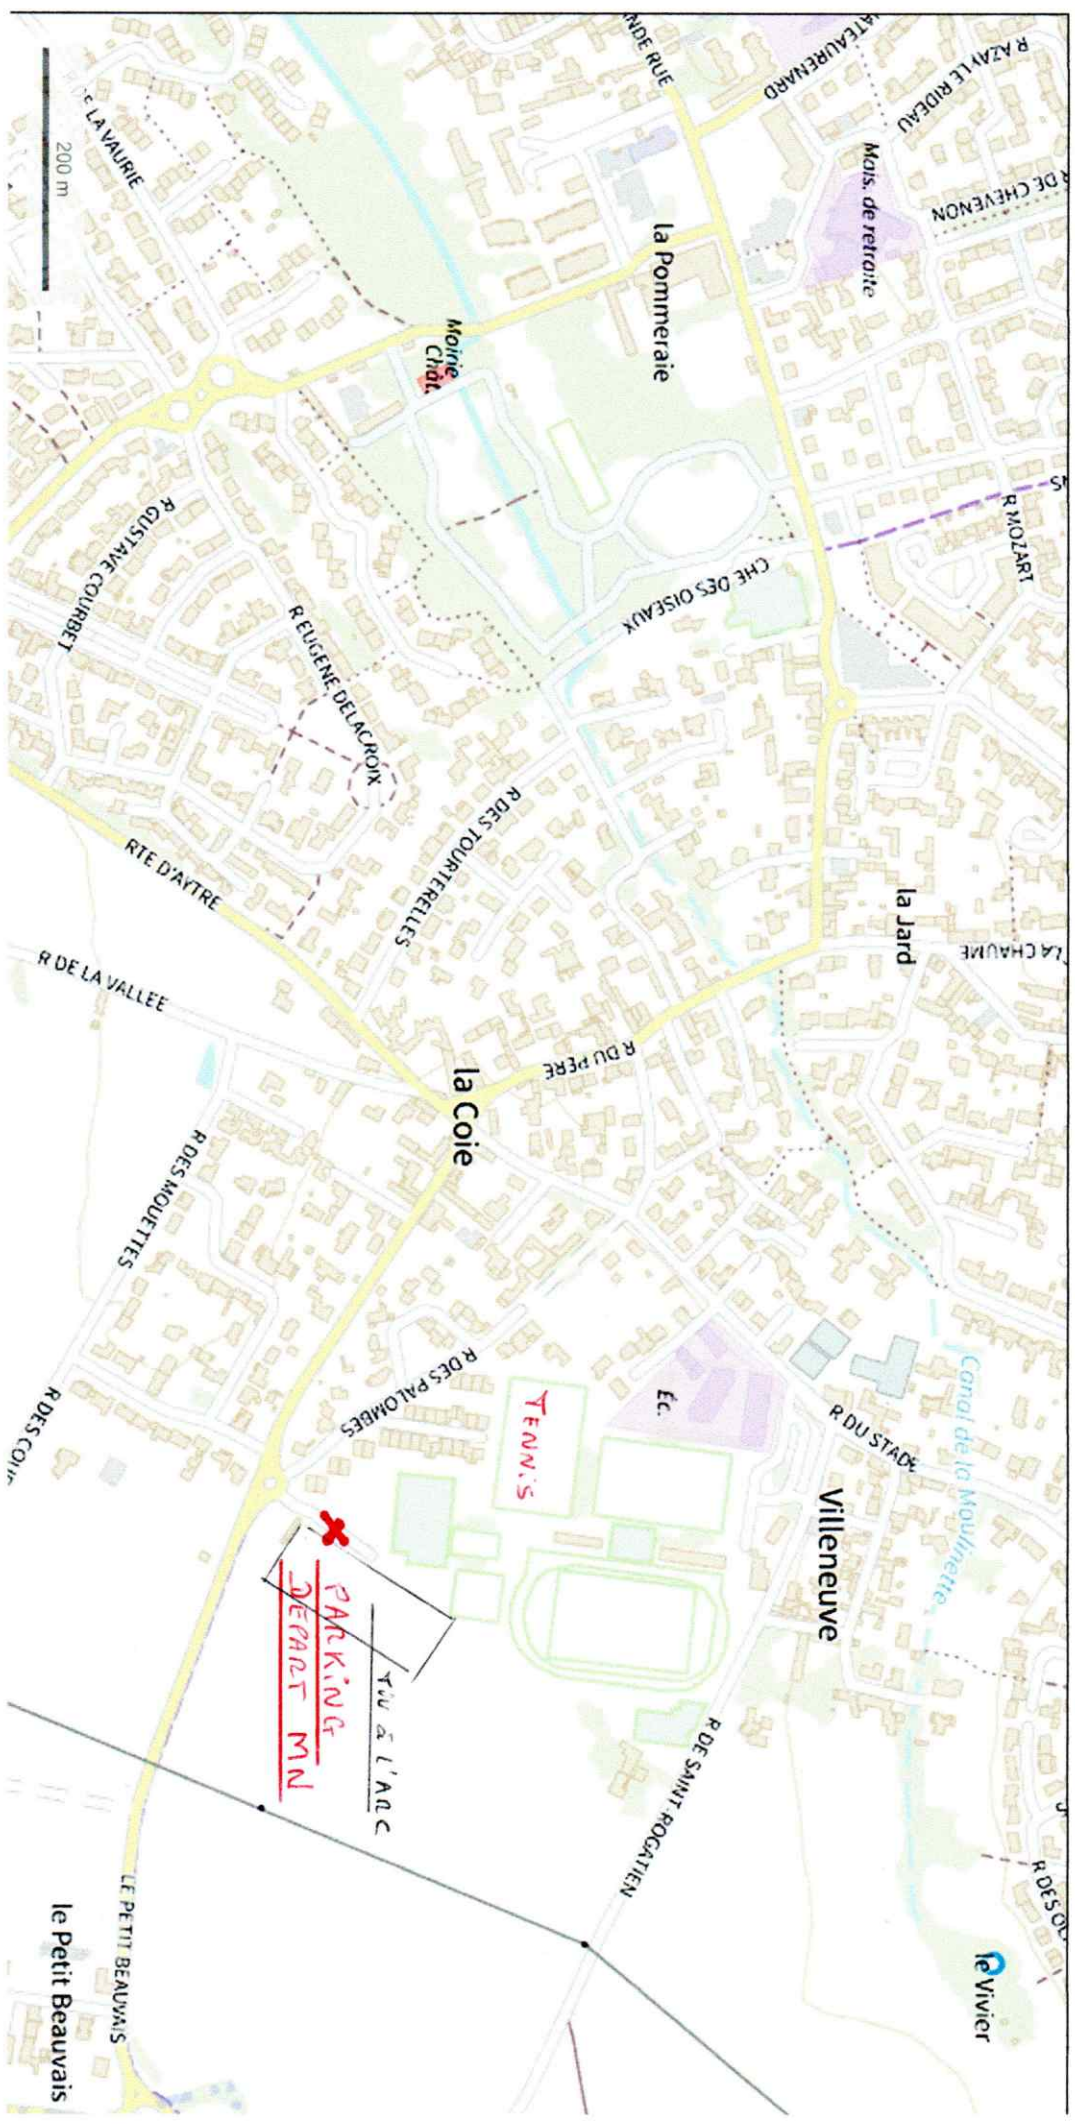 R AZAY LE RIDEAU
R DE CHEVENON
R MOZART
LA CHAUME
Mais. de retraite
la Jard
Canal de la Moulinette
le Vivier
R DU STADE
Villeneuve
la Pommeraie
CHE DES OISEAUX
R DU PERE
Éc.
R DE SAINT-ROGATIEN
TENNiS
Mairie
Chât.
R DES TOURTERELLES
la Coie
R DES PALOMBES
TiR à L'ARC
PARKiNG
DEPART MN
R EUGENE DELACROIX
R GUSTAVE COURBET
RTE D'AYTRE
R DE LA VALLEE
R DES MOUETTES
LE PETIT BEAUVAIS
le Petit Beauvais
DE LA VAURIE
200 m